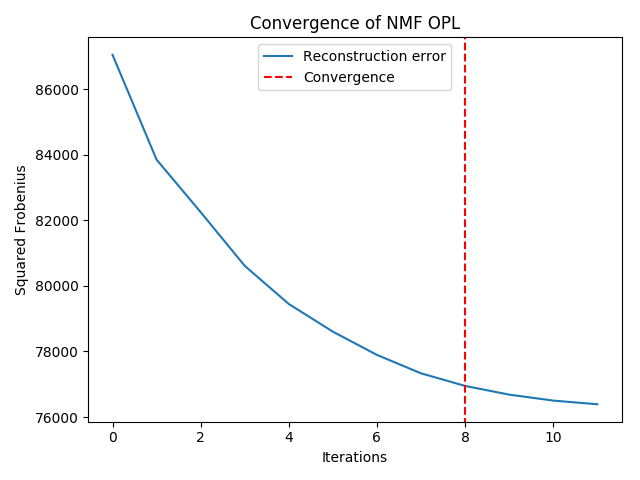 Convergence of NMF OPL
Reconstruction error
Convergence
Squared Frobenius
86000
84000
82000
80000
78000
76000
0 2 4 6 8 10
Iterations